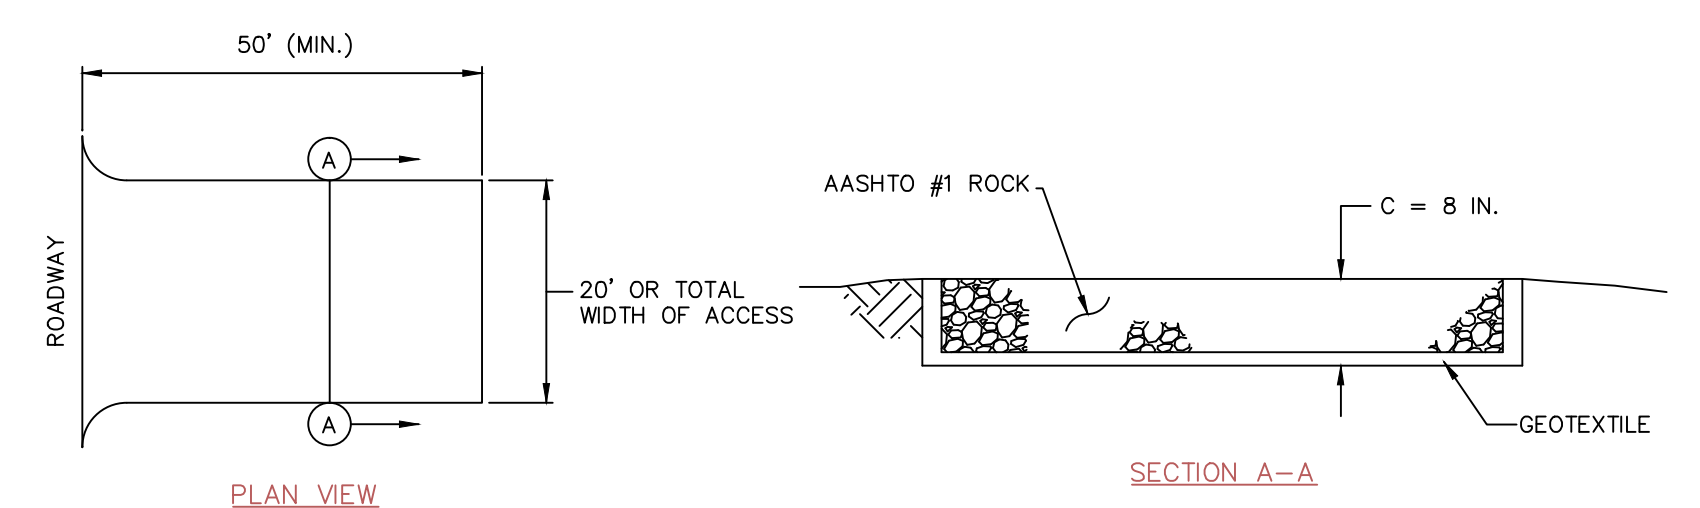 50' (MIN.)
A
ROADWAY
20' OR TOTAL
WIDTH OF ACCESS
A
PLAN VIEW
AASHTO #1 ROCK
C = 8 IN.
GEOTEXTILE
SECTION A-A